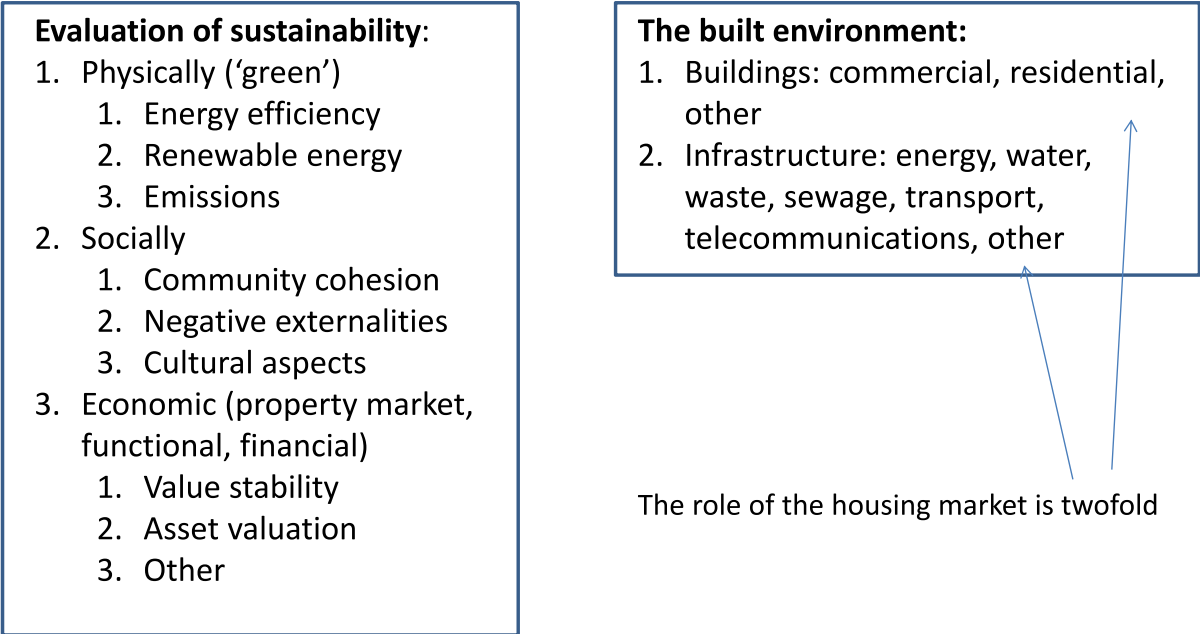 Evaluation of sustainability:
1. Physically (‘green’)
1. Energy efficiency
2. Renewable energy
3. Emissions
2. Socially
1. Community cohesion
2. Negative externalities
3. Cultural aspects
3. Economic (property market,
functional, financial)
1. Value stability
2. Asset valuation
3. Other
The built environment:
1. Buildings: commercial, residential,
other
2. Infrastructure: energy, water,
waste, sewage, transport,
telecommunications, other
The role of the housing market is twofold